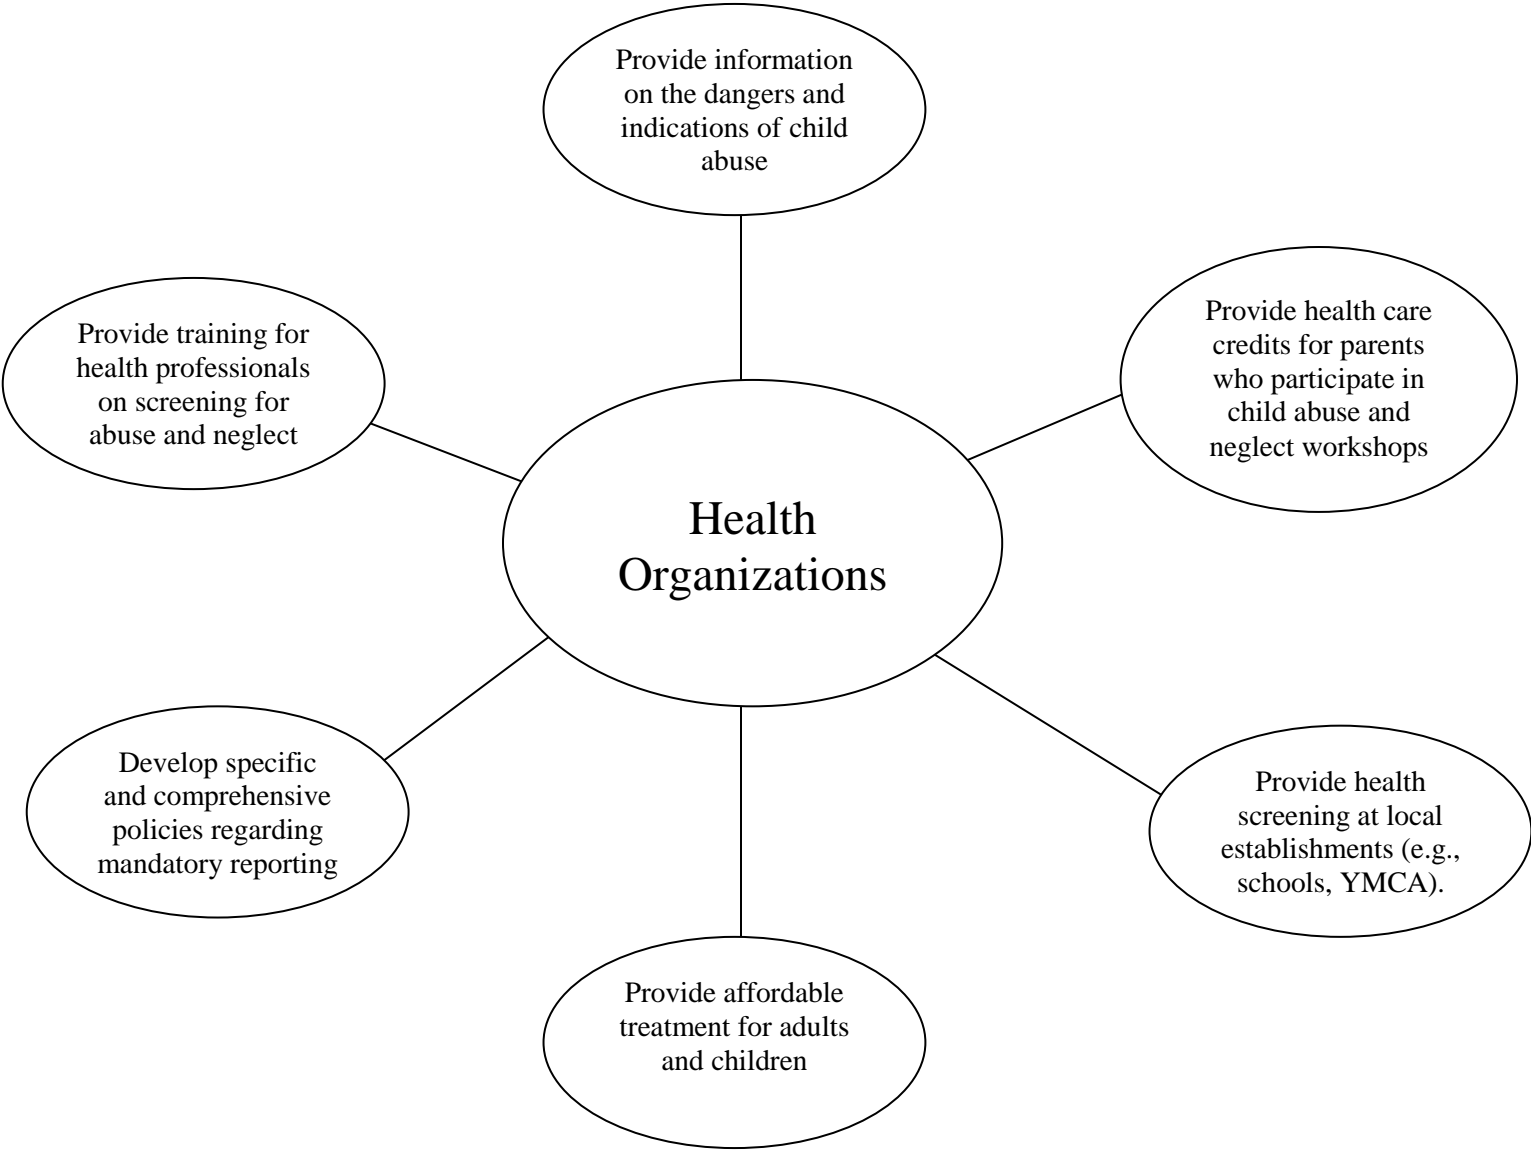 Provide information
on the dangers and
indications of child
abuse
Provide training for
health professionals
on screening for
abuse and neglect
Provide health care
credits for parents
who participate in
child abuse and
neglect workshops
Health
Organizations
Develop specific
and comprehensive
policies regarding
mandatory reporting
Provide health
screening at local
establishments (e.g.,
schools, YMCA).
Provide affordable
treatment for adults
and children